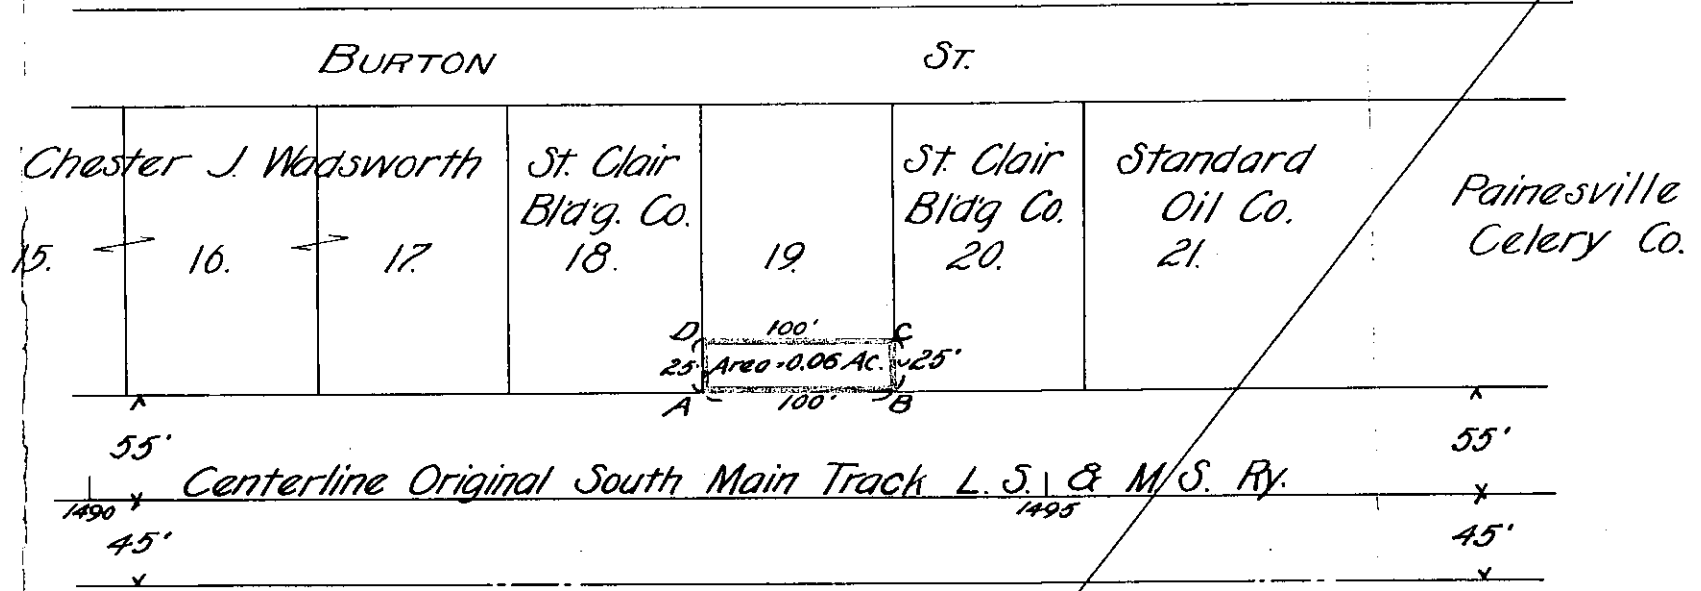 BURTON ST.
Chester J. Wadsworth
St. Clair
Bld'g. Co.
St. Clair
Bld'g Co.
Standard
Oil Co.
Painesville
Celery Co.
15. 16. 17. 18. 19. 20. 21.
D 100' C
25' Area = 0.06 Ac. 25'
A 100' B
55' 55'
Centerline Original South Main Track L. S. & M. S. Ry.
1490 1495
45' 45'